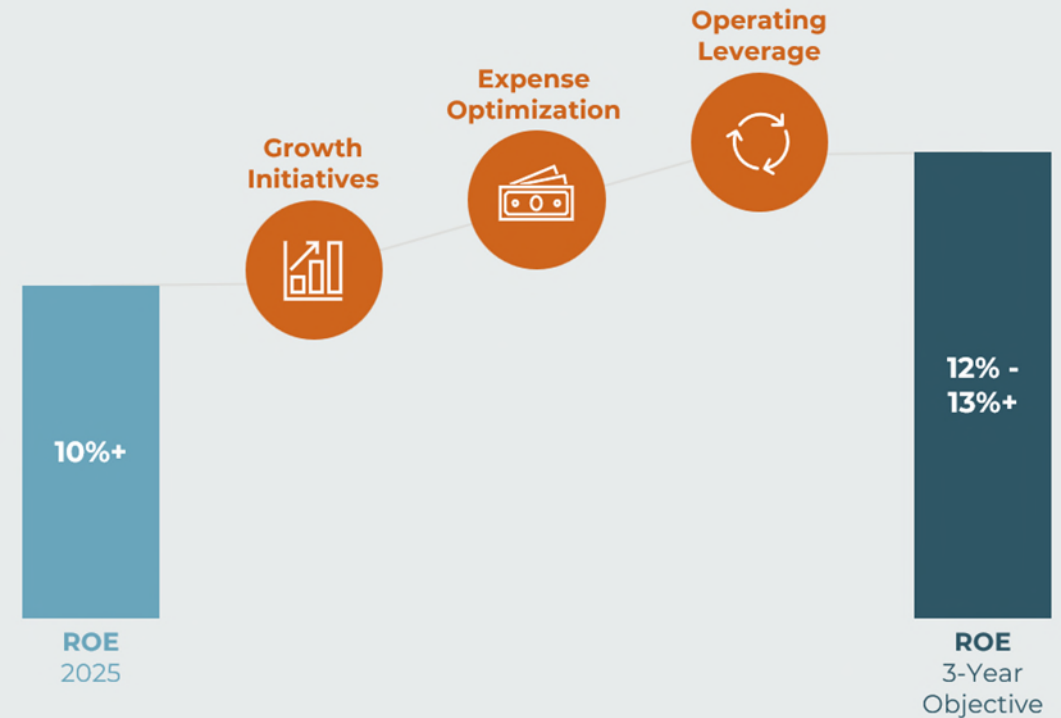 Operating
Leverage
Expense
Optimization
Growth
Initiatives
10%+
12% -
13%+
ROE
2025
ROE
3-Year
Objective